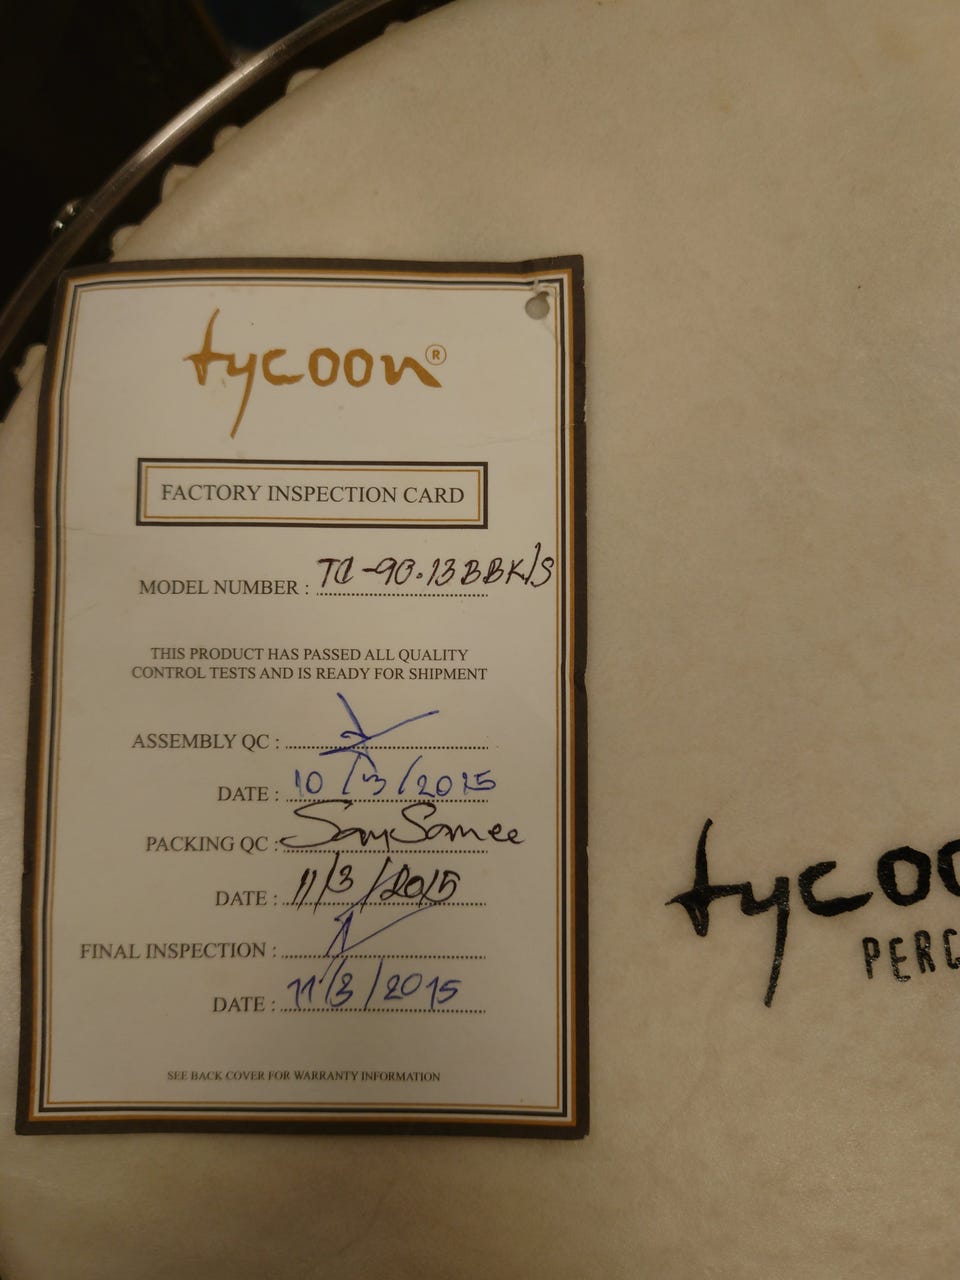 tycoon®
FACTORY INSPECTION CARD
MODEL NUMBER : TC-90.13BBK/S
THIS PRODUCT HAS PASSED ALL QUALITY
CONTROL TESTS AND IS READY FOR SHIPMENT
ASSEMBLY QC :
DATE : 10/3/2015
PACKING QC :
DATE : 11/3/2015
FINAL INSPECTION :
DATE : 11/3/2015
SEE BACK COVER FOR WARRANTY INFORMATION
tycoo
PERC